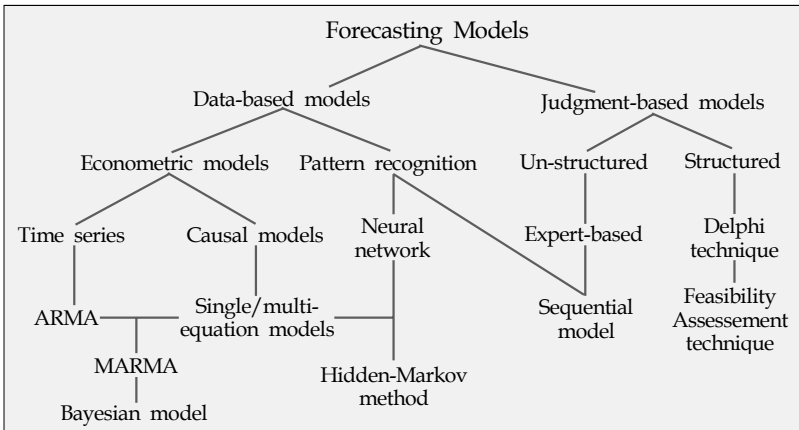 Forecasting Models
Data-based models
Judgment-based models
Econometric models
Pattern recognition
Un-structured
Structured
Time series
Causal models
Neural
network
Expert-based
Delphi
technique
ARMA
Single/multi-
equation models
Sequential
model
Feasibility
Assessement
technique
MARMA
Hidden-Markov
method
Bayesian model